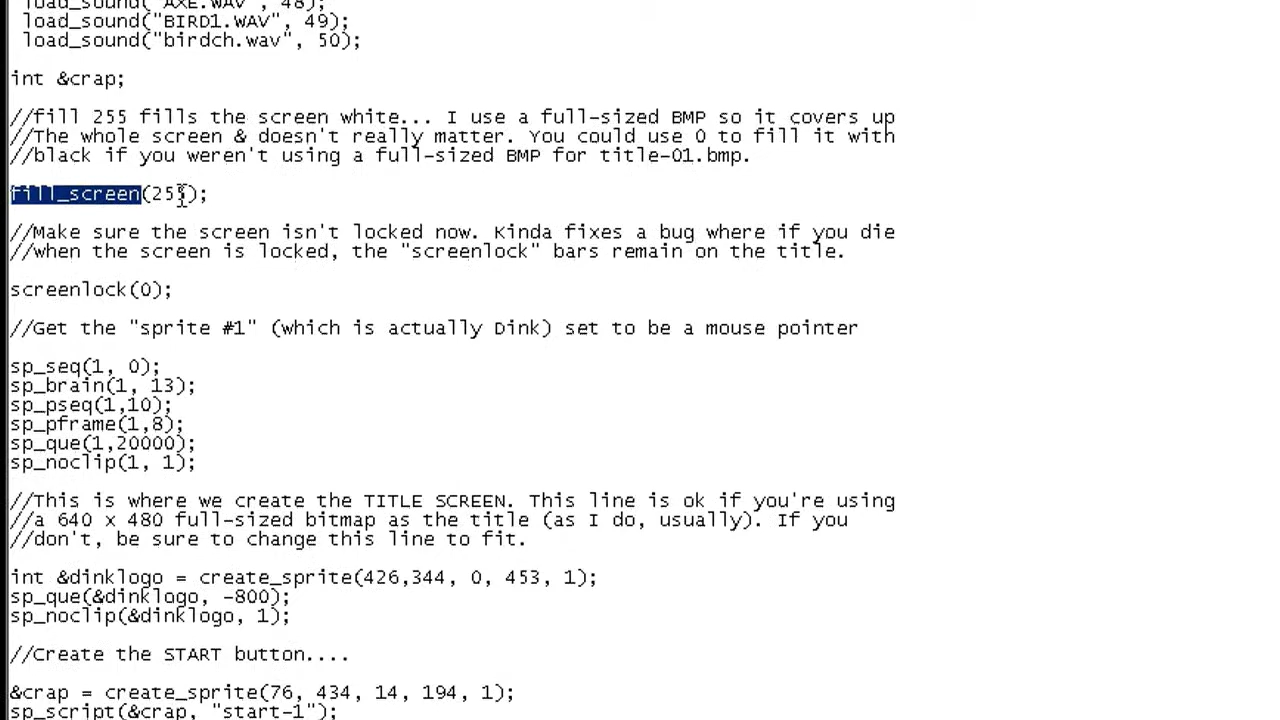 load_sound("AXE.WAV", 48);
load_sound("BIRD1.WAV", 49);
load_sound("birdch.wav", 50);
int &crap;
//fill 255 fills the screen white... I use a full-sized BMP so it covers up
//The whole screen & doesn't really matter. You could use 0 to fill it with
//black if you weren't using a full-sized BMP for title-01.bmp.
fill_screen(255);
//Make sure the screen isn't locked now. Kinda fixes a bug where if you die
//when the screen is locked, the "screenlock" bars remain on the title.
screenlock(0);
//Get the "sprite #1" (which is actually Dink) set to be a mouse pointer
sp_seq(1, 0);
sp_brain(1, 13);
sp_pseq(1,10);
sp_pframe(1,8);
sp_que(1,20000);
sp_noclip(1, 1);
//This is where we create the TITLE SCREEN. This line is ok if you're using
//a 640 x 480 full-sized bitmap as the title (as I do, usually). If you
//don't, be sure to change this line to fit.
int &dinklogo = create_sprite(426,344, 0, 453, 1);
sp_que(&dinklogo, -800);
sp_noclip(&dinklogo, 1);
//Create the START button....
&crap = create_sprite(76, 434, 14, 194, 1);
sp_script(&crap, "start-1");